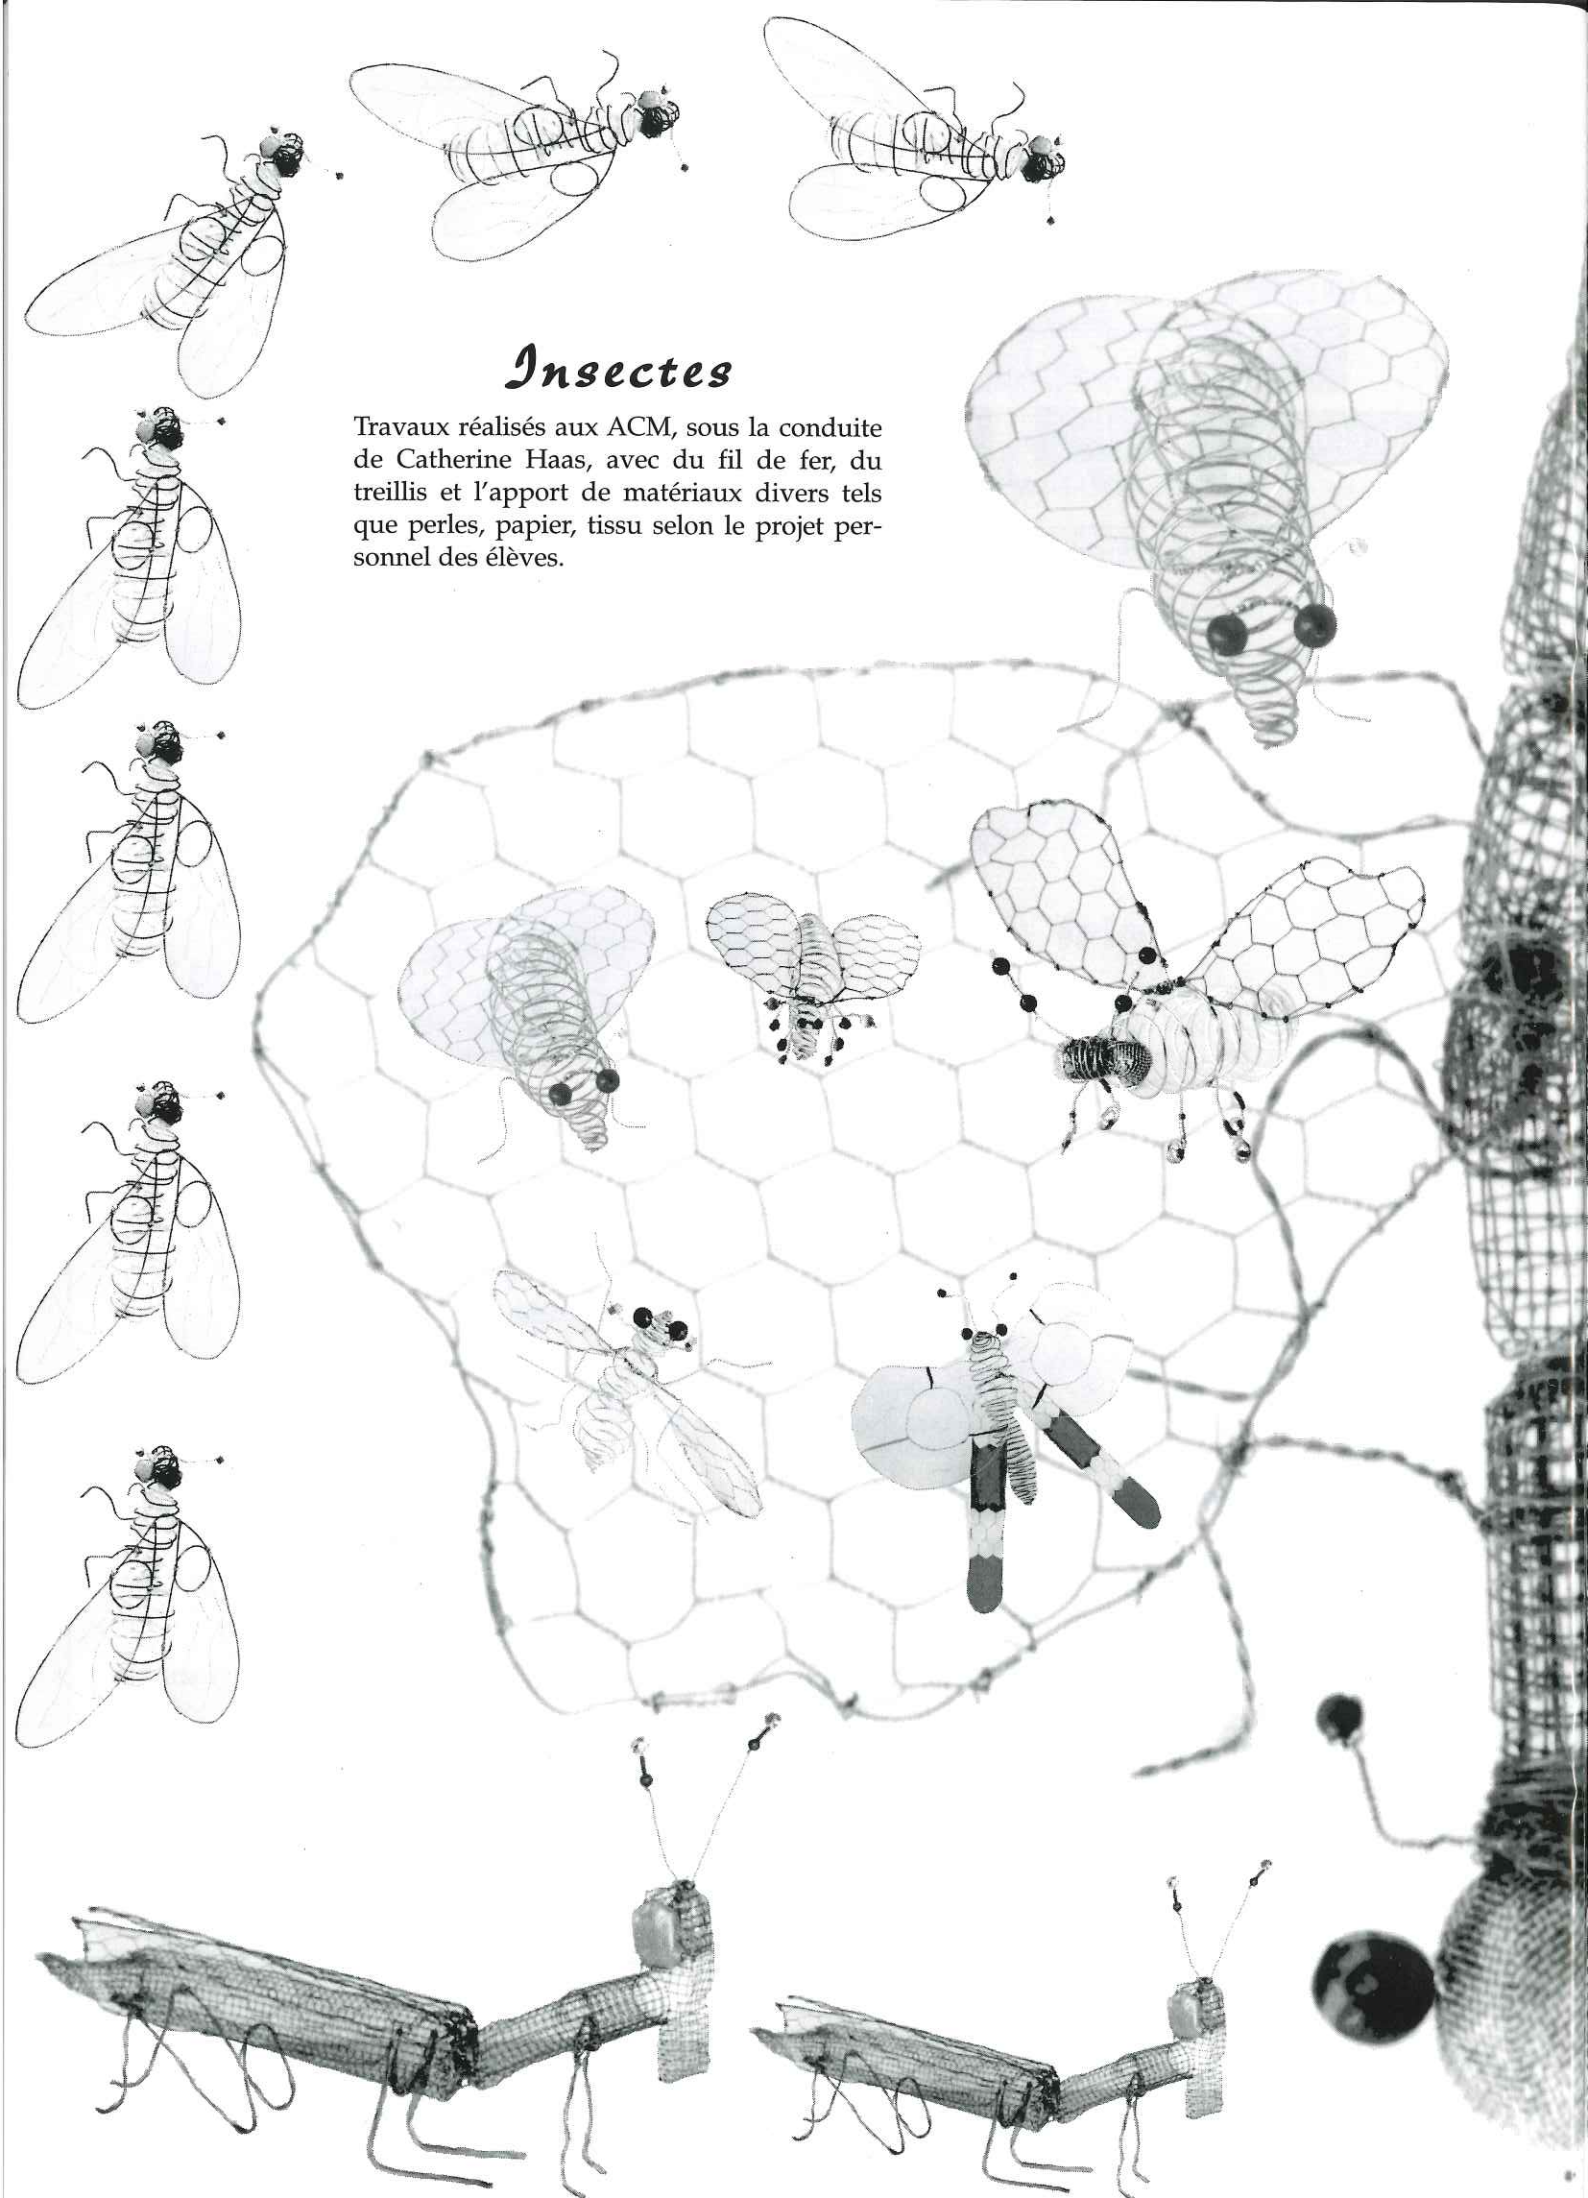 Insectes
Travaux réalisés aux ACM, sous la conduite
de Catherine Haas, avec du fil de fer, du
treillis et l'apport de matériaux divers tels
que perles, papier, tissu selon le projet per-
sonnel des élèves.